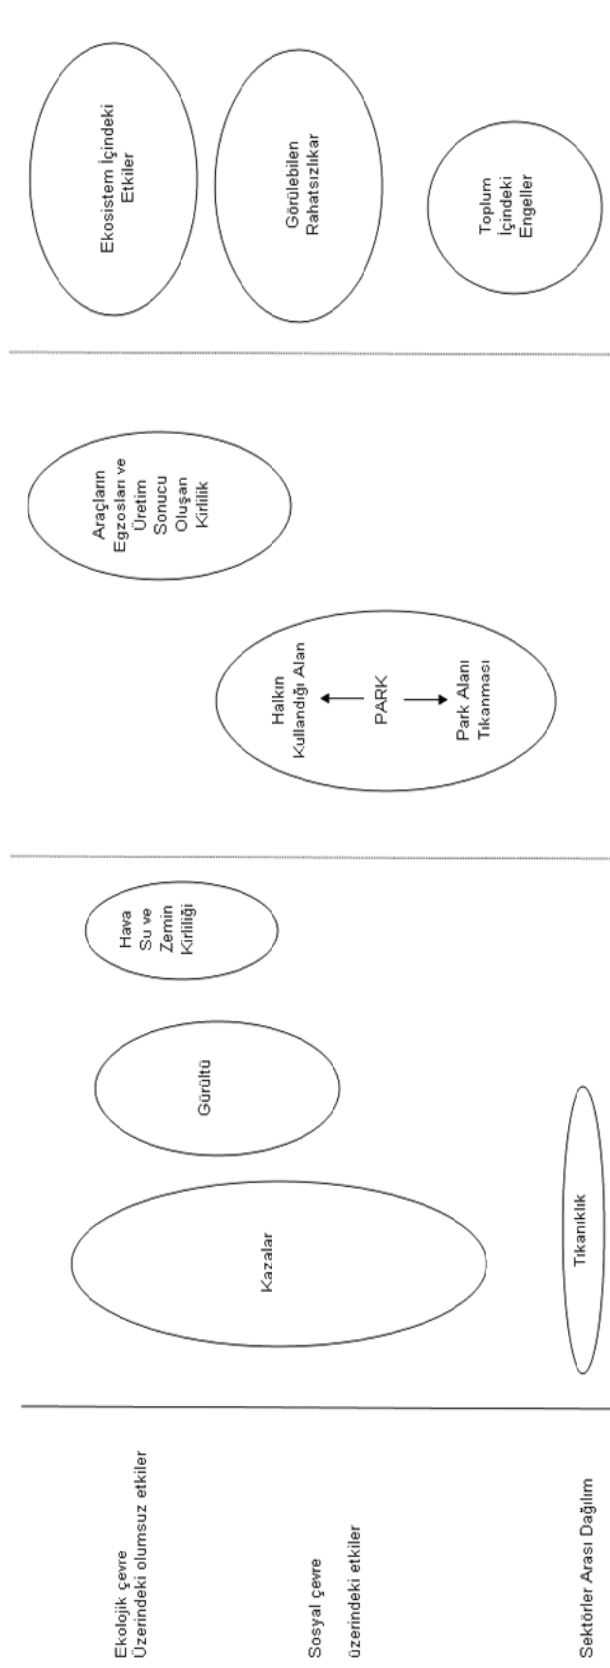 Ekolojik çevre
Üzerindeki olumsuz etkiler
Sosyal çevre
üzerindeki etkiler
Sektörler Arası Dağılım
Kazalar
Gürültü
Hava
Su ve
Zemin
Kirliliği
Tıkanıklık
Araçların
Egzosları ve
Üretim
Sonucu
Oluşan
Kirlilik
Halkın
Kullandığı Alan
PARK
Park Alanı
Tıkanması
Ekosistem İçindeki
Etkiler
Görülebilen
Rahatsızlıkar
Toplum
İçindeki
Engeller